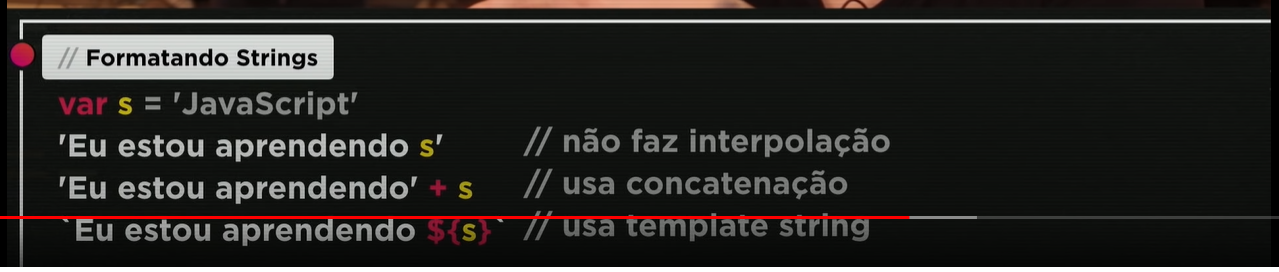 // Formatando Strings
var s = 'JavaScript'
'Eu estou aprendendo s' // não faz interpolação
'Eu estou aprendendo' + s // usa concatenação
`Eu estou aprendendo ${s}` // usa template string